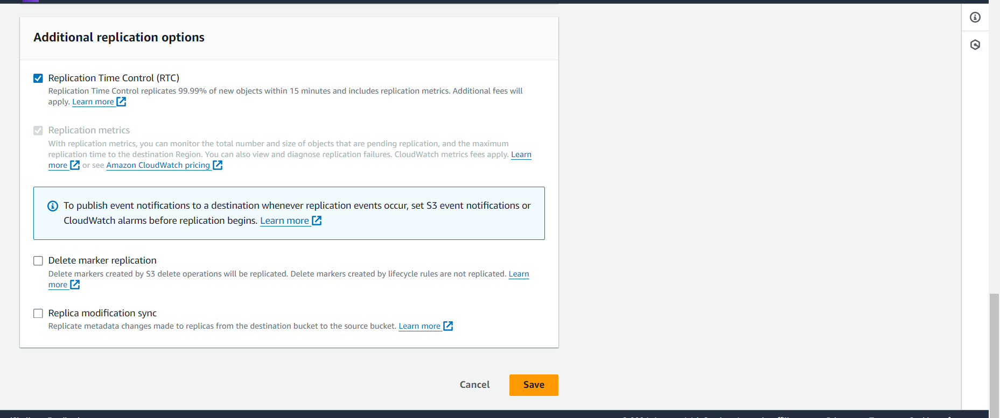 Additional replication options
Replication Time Control (RTC)
Replication Time Control replicates 99.99% of new objects within 15 minutes and includes replication metrics. Additional fees will
apply. Learn more
Replication metrics
With replication metrics, you can monitor the total number and size of objects that are pending replication, and the maximum
replication time to the destination Region. You can also view and diagnose replication failures. CloudWatch metrics fees apply. Learn
more or see Amazon CloudWatch pricing
To publish event notifications to a destination whenever replication events occur, set S3 event notifications or
CloudWatch alarms before replication begins. Learn more
Delete marker replication
Delete markers created by S3 delete operations will be replicated. Delete markers created by lifecycle rules are not replicated. Learn
more
Replica modification sync
Replicate metadata changes made to replicas from the destination bucket to the source bucket. Learn more
Cancel Save